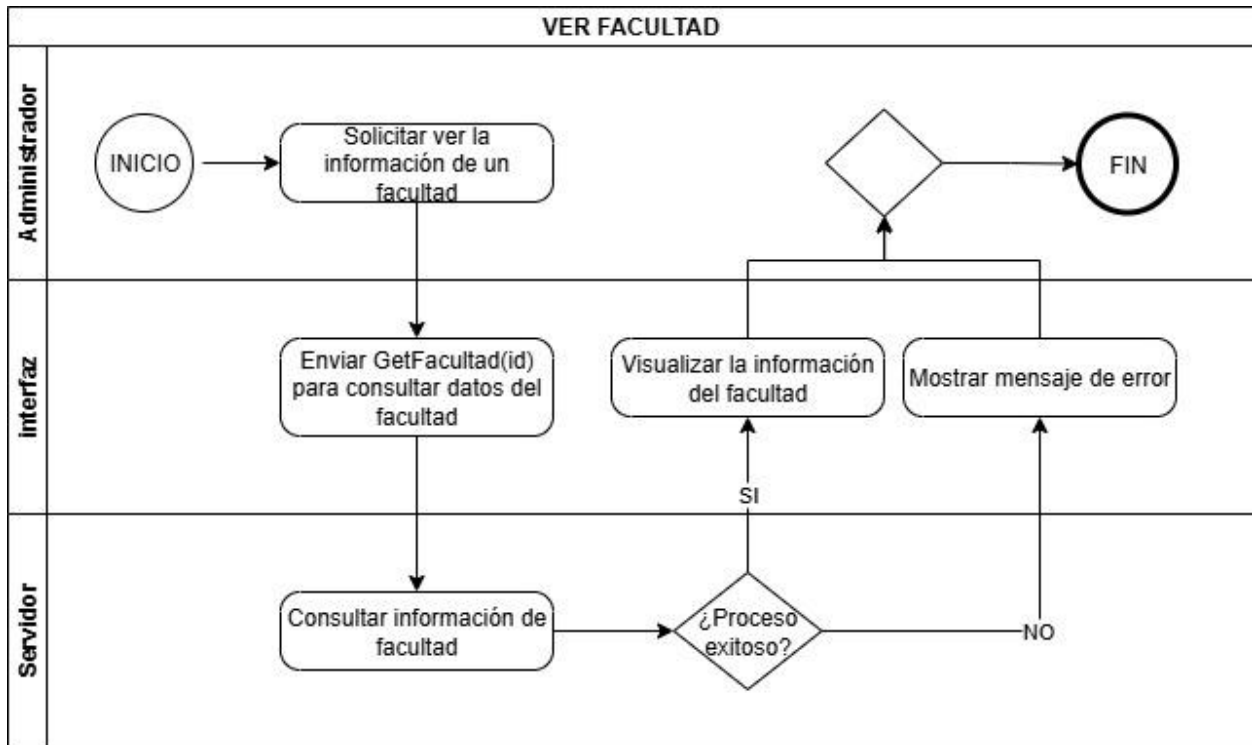 VER FACULTAD
Administrador
INICIO
Solicitar ver la
información de un
facultad
FIN
interfaz
Enviar GetFacultad(id)
para consultar datos del
facultad
Visualizar la información
del facultad
Mostrar mensaje de error
SI
Servidor
Consultar información de
facultad
¿Proceso
exitoso?
NO